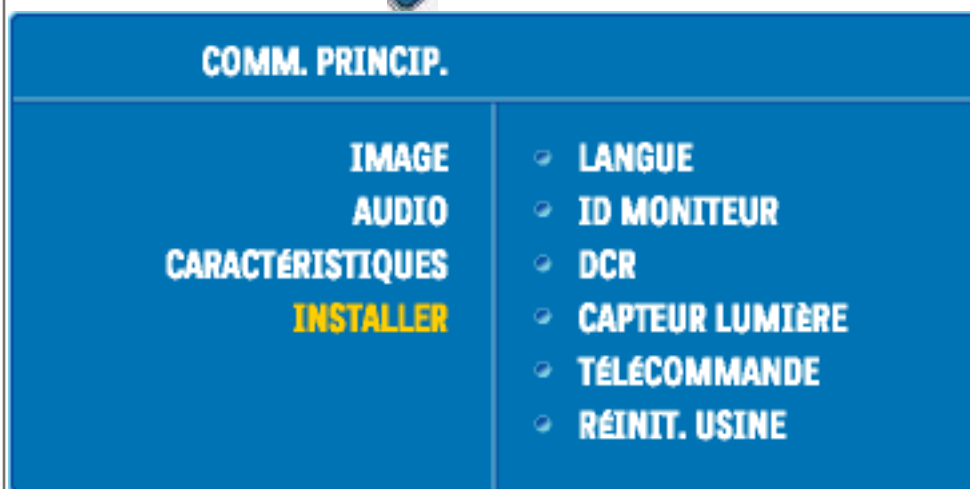 COMM. PRINCIP.
IMAGE
AUDIO
CARACTÉRISTIQUES
INSTALLER
LANGUE
ID MONITEUR
DCR
CAPTEUR LUMIÈRE
TÉLÉCOMMANDE
RÉINIT. USINE